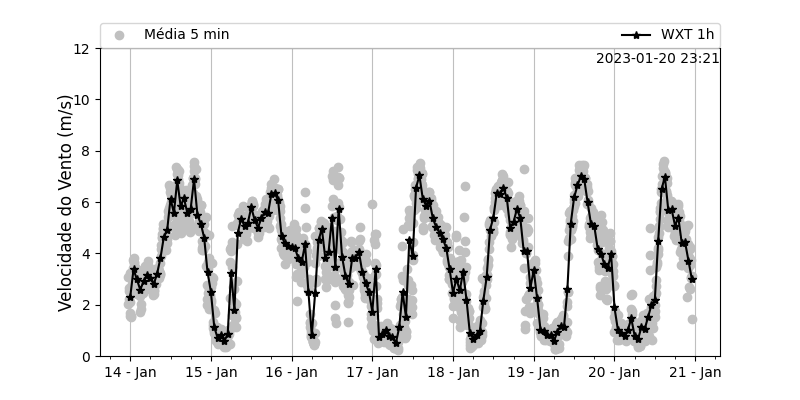 Média 5 min
WXT 1h
2023-01-20 23:21
Velocidade do Vento (m/s)
12
10
8
6
4
2
0
14 - Jan 15 - Jan 16 - Jan 17 - Jan 18 - Jan 19 - Jan 20 - Jan 21 - Jan